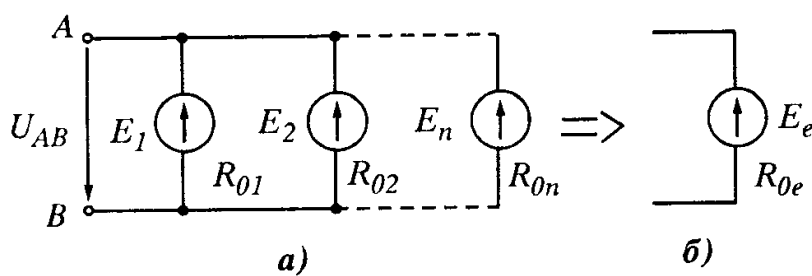 A
U_AB
B
E_1
R_01
E_2
R_02
E_n
R_0n
E_e
R_0e
а)
б)